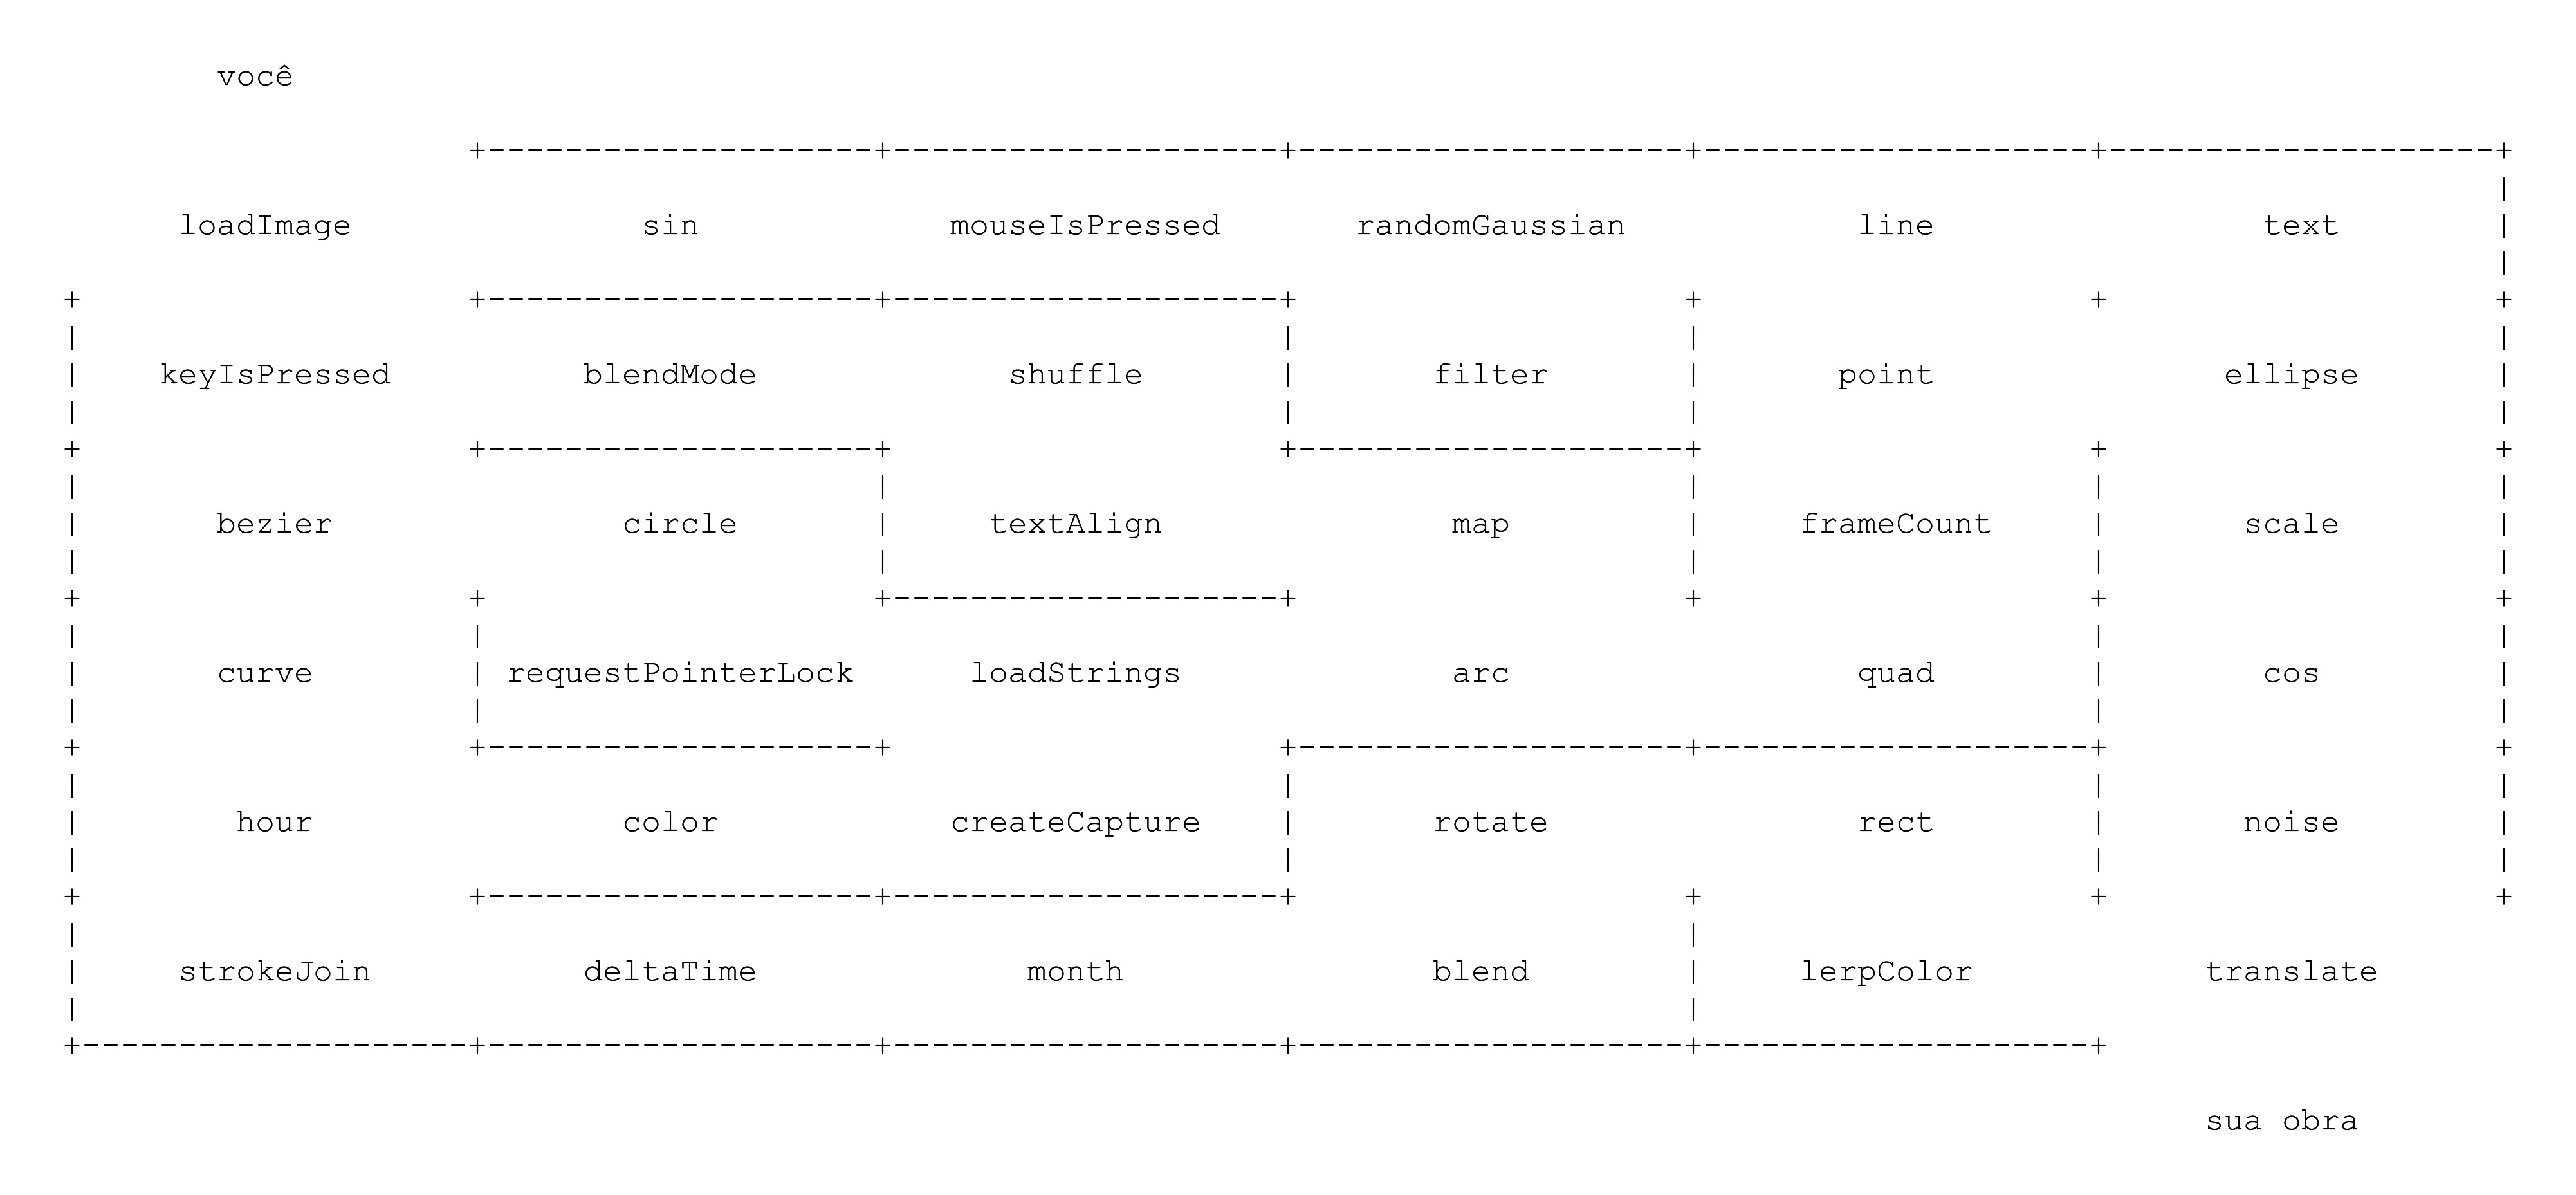 você
loadImage sin mouseIsPressed randomGaussian line text
keyIsPressed blendMode shuffle filter point ellipse
bezier circle textAlign map frameCount scale
curve requestPointerLock loadStrings arc quad cos
hour color createCapture rotate rect noise
strokeJoin deltaTime month blend lerpColor translate
sua obra